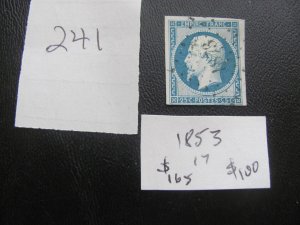 241
EMPIRE FRANC
25 C POSTES 25 C
1853
17
$165 $100